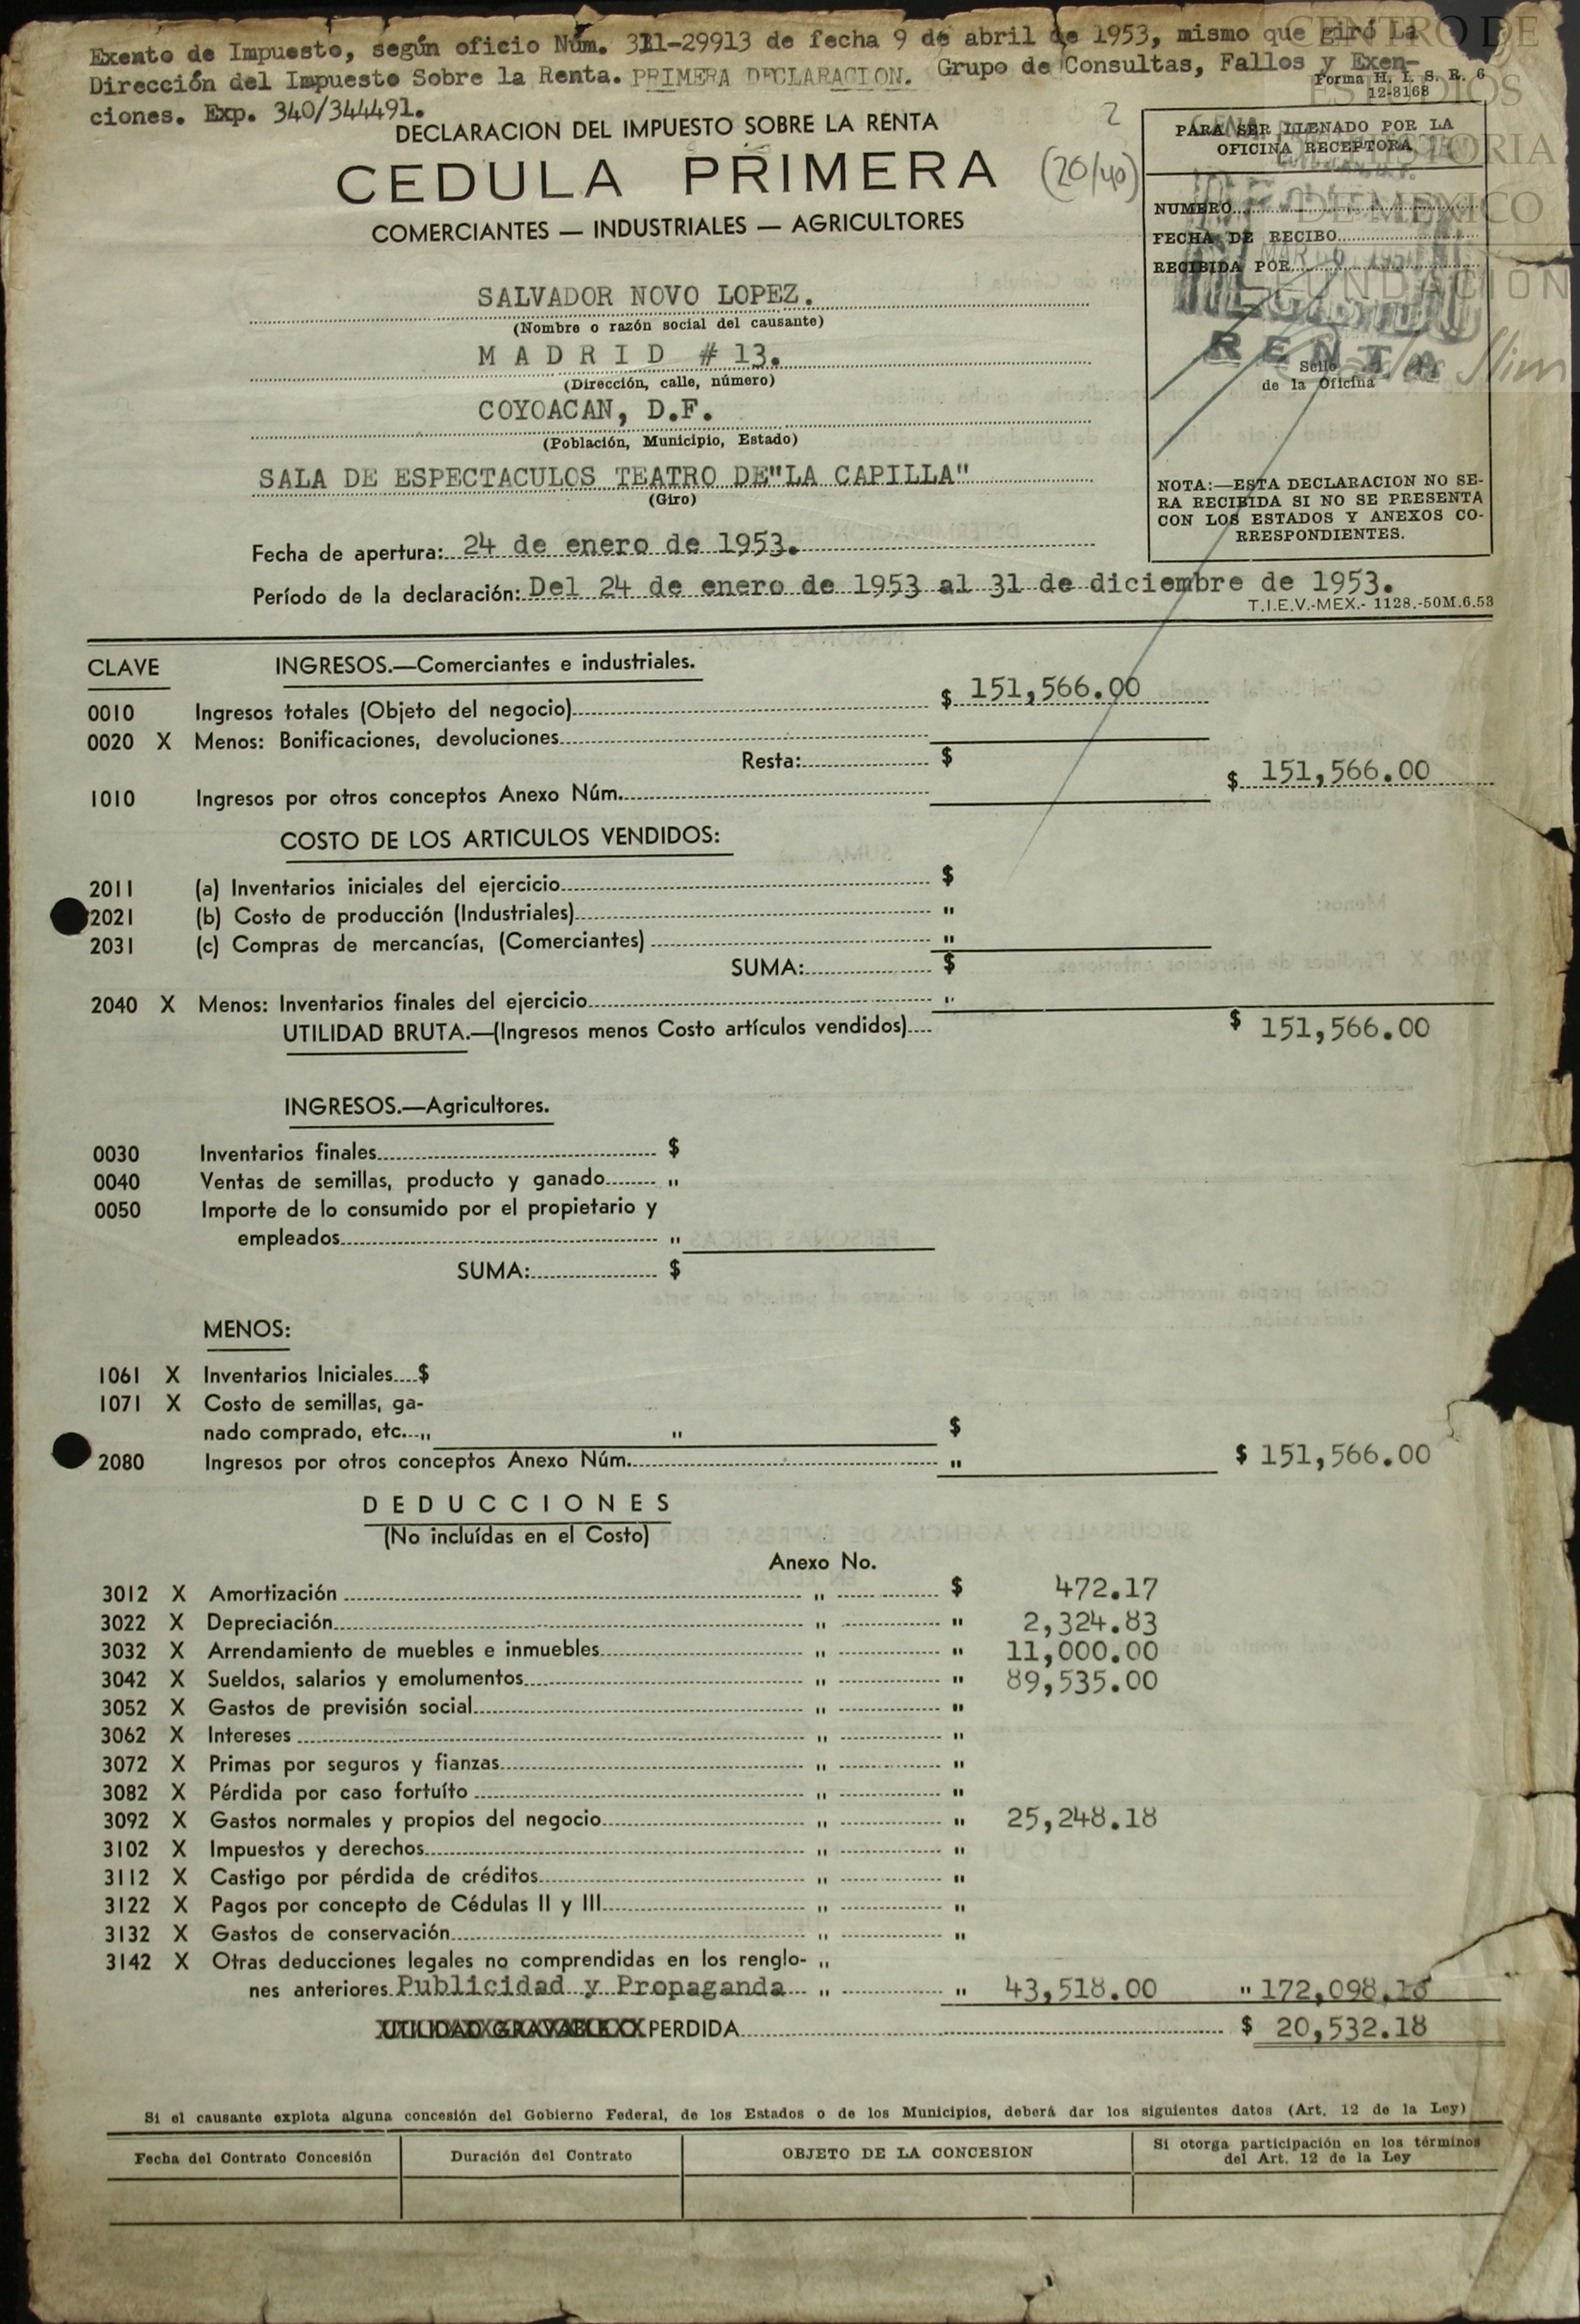 Exento de Impuesto, según oficio Núm. 311-29913 de fecha 9 de abril de 1953, mismo que giró La
Dirección del Impuesto Sobre la Renta. PRIMERA DECLARACION. Grupo de Consultas, Fallos y Exen-
ciones. Exp. 340/344491.
Forma H. I. S. R. 6
12-8168
CENTRO DE
ESTUDIOS
DE HISTORIA
DE MEXICO
FUNDACION
Carlos Slim
2
DECLARACION DEL IMPUESTO SOBRE LA RENTA
CEDULA PRIMERA (20/40)
COMERCIANTES — INDUSTRIALES — AGRICULTORES
PARA SER LLENADO POR LA
OFICINA RECEPTORA
NUMERO
FECHA DE RECIBO
RECIBIDA POR
RENTA
Sello
de la Oficina
NOTA:—ESTA DECLARACION NO SE-
RA RECIBIDA SI NO SE PRESENTA
CON LOS ESTADOS Y ANEXOS CO-
RRESPONDIENTES.
SALVADOR NOVO LOPEZ.
(Nombre o razón social del causante)
MADRID # 13.
(Dirección, calle, número)
COYOACAN, D.F.
(Población, Municipio, Estado)
SALA DE ESPECTACULOS TEATRO DE"LA CAPILLA"
(Giro)
Fecha de apertura: 24 de enero de 1953.
Período de la declaración: Del 24 de enero de 1953 al 31 de diciembre de 1953.
T.I.E.V.-MEX.- 1128.-50M.6.53
CLAVE INGRESOS.—Comerciantes e industriales.
0010 Ingresos totales (Objeto del negocio) $ 151,566.00
0020 X Menos: Bonificaciones, devoluciones
Resta: $
$ 151,566.00
1010 Ingresos por otros conceptos Anexo Núm.
COSTO DE LOS ARTICULOS VENDIDOS:
2011 (a) Inventarios iniciales del ejercicio $
2021 (b) Costo de producción (Industriales) "
2031 (c) Compras de mercancías, (Comerciantes) "
SUMA: $
2040 X Menos: Inventarios finales del ejercicio "
UTILIDAD BRUTA.—(Ingresos menos Costo artículos vendidos) $ 151,566.00
INGRESOS.—Agricultores.
0030 Inventarios finales $
0040 Ventas de semillas, producto y ganado "
0050 Importe de lo consumido por el propietario y
empleados "
SUMA: $
MENOS:
1061 X Inventarios Iniciales $
1071 X Costo de semillas, ga-
nado comprado, etc. " " $
2080 Ingresos por otros conceptos Anexo Núm. " $ 151,566.00
DEDUCCIONES
(No incluídas en el Costo)
Anexo No.
3012 X Amortización " $ 472.17
3022 X Depreciación " " 2,324.83
3032 X Arrendamiento de muebles e inmuebles " " 11,000.00
3042 X Sueldos, salarios y emolumentos " " 89,535.00
3052 X Gastos de previsión social " "
3062 X Intereses " "
3072 X Primas por seguros y fianzas " "
3082 X Pérdida por caso fortuíto " "
3092 X Gastos normales y propios del negocio " " 25,248.18
3102 X Impuestos y derechos " "
3112 X Castigo por pérdida de créditos " "
3122 X Pagos por concepto de Cédulas II y III " "
3132 X Gastos de conservación " "
3142 X Otras deducciones legales no comprendidas en los renglo- "
nes anteriores Publicidad y Propaganda " " 43,518.00 " 172,098.18
UTILIDAD GRAVABLE O PERDIDA $ 20,532.18
Si el causante explota alguna concesión del Gobierno Federal, de los Estados o de los Municipios, deberá dar los siguientes datos (Art. 12 de la Ley)
Fecha del Contrato Concesión
Duración del Contrato
OBJETO DE LA CONCESION
Si otorga participación en los términos
del Art. 12 de la Ley